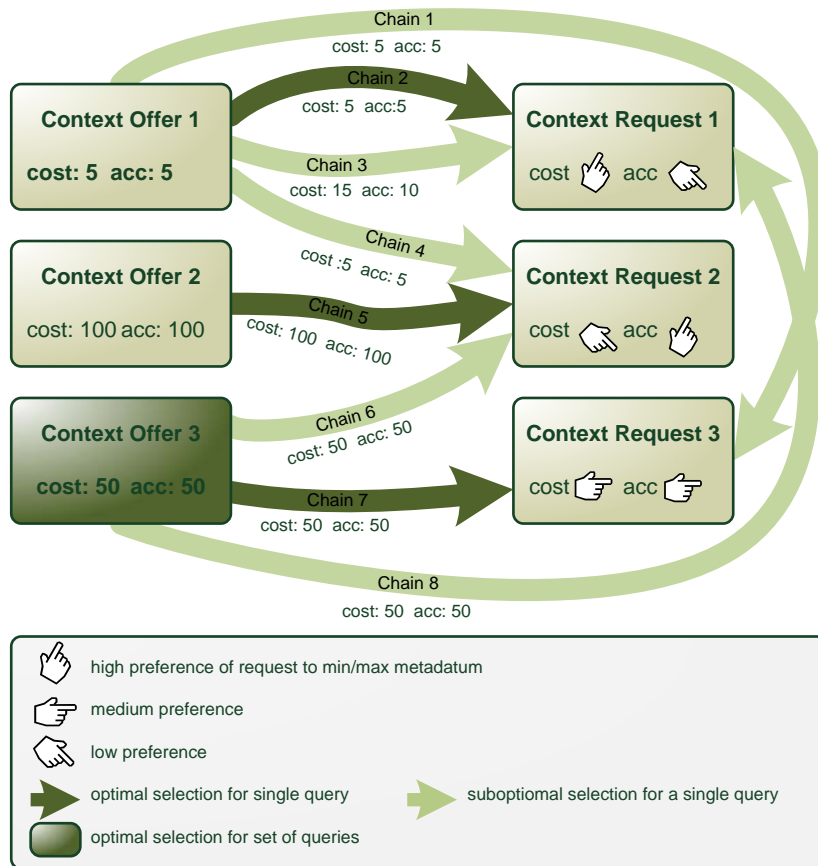 Chain 1
cost: 5 acc: 5
Context Offer 1
cost: 5 acc: 5
Chain 2
cost: 5 acc:5
Chain 3
cost: 15 acc: 10
Context Request 1
cost acc
Chain 4
cost :5 acc: 5
Context Offer 2
cost: 100 acc: 100
Chain 5
cost: 100 acc: 100
Context Request 2
cost acc
Context Offer 3
cost: 50 acc: 50
Chain 6
cost: 50 acc: 50
Context Request 3
cost acc
Chain 7
cost: 50 acc: 50
Chain 8
cost: 50 acc: 50
high preference of request to min/max metadatum
medium preference
low preference
optimal selection for single query
suboptiomal selection for a single query
optimal selection for set of queries